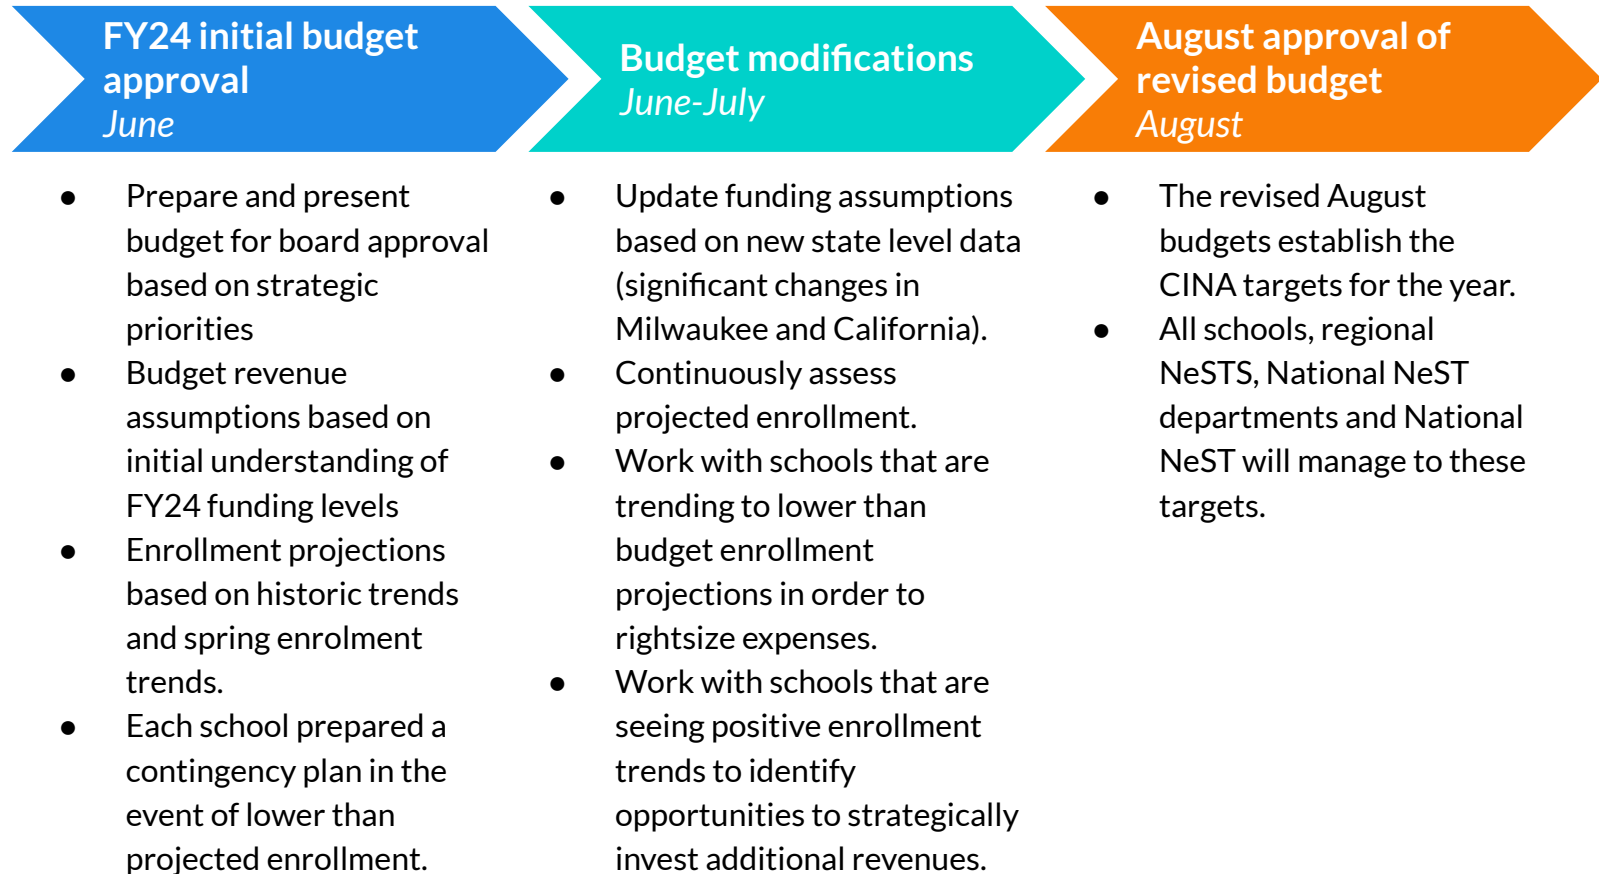 FY24 initial budget
approval
June
Budget modifications
June-July
August approval of
revised budget
August
● Prepare and present
budget for board approval
based on strategic
priorities
● Budget revenue
assumptions based on
initial understanding of
FY24 funding levels
● Enrollment projections
based on historic trends
and spring enrolment
trends.
● Each school prepared a
contingency plan in the
event of lower than
projected enrollment.
● Update funding assumptions
based on new state level data
(significant changes in
Milwaukee and California).
● Continuously assess
projected enrollment.
● Work with schools that are
trending to lower than
budget enrollment
projections in order to
rightsize expenses.
● Work with schools that are
seeing positive enrollment
trends to identify
opportunities to strategically
invest additional revenues.
● The revised August
budgets establish the
CINA targets for the year.
● All schools, regional
NeSTS, National NeST
departments and National
NeST will manage to these
targets.